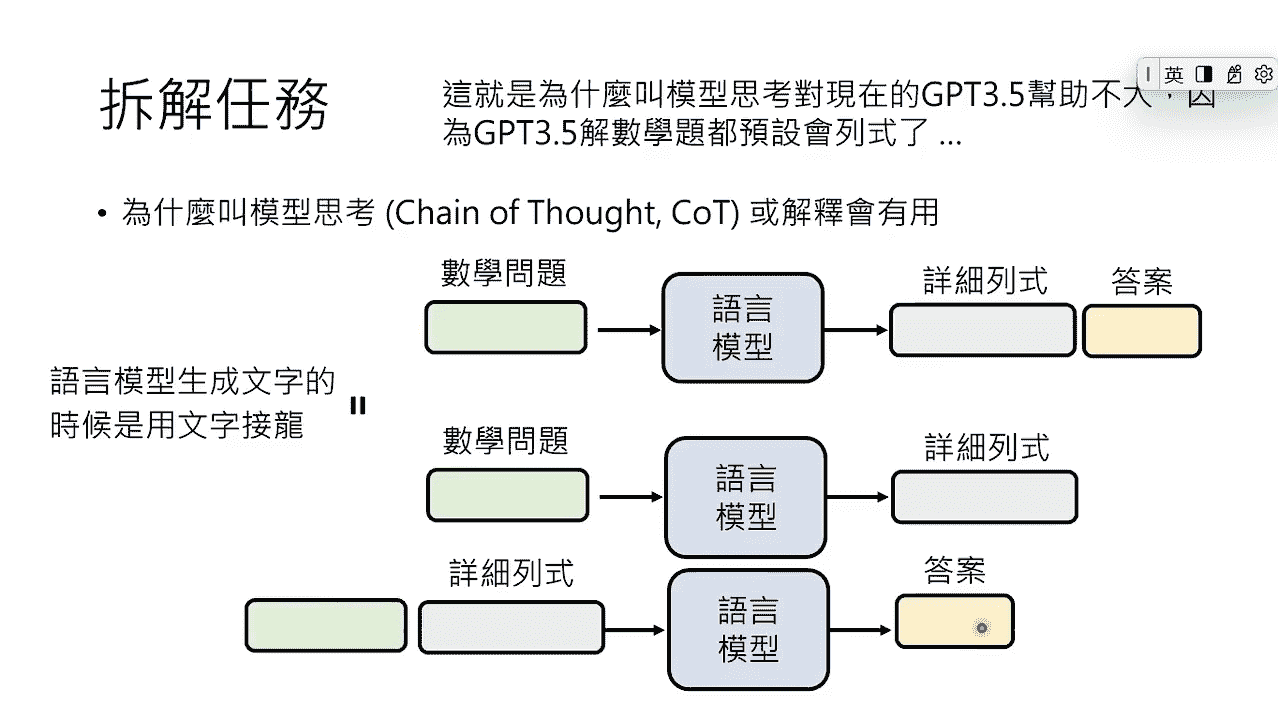 拆解任務
這就是為什麼叫模型思考對現在的GPT3.5幫助不大，因
為GPT3.5解數學題都預設會列式了 ...
英
• 為什麼叫模型思考 (Chain of Thought, CoT) 或解釋會有用
數學問題
語言
模型
詳細列式
答案
語言模型生成文字的
時候是用文字接龍
=
數學問題
語言
模型
詳細列式
詳細列式
語言
模型
答案